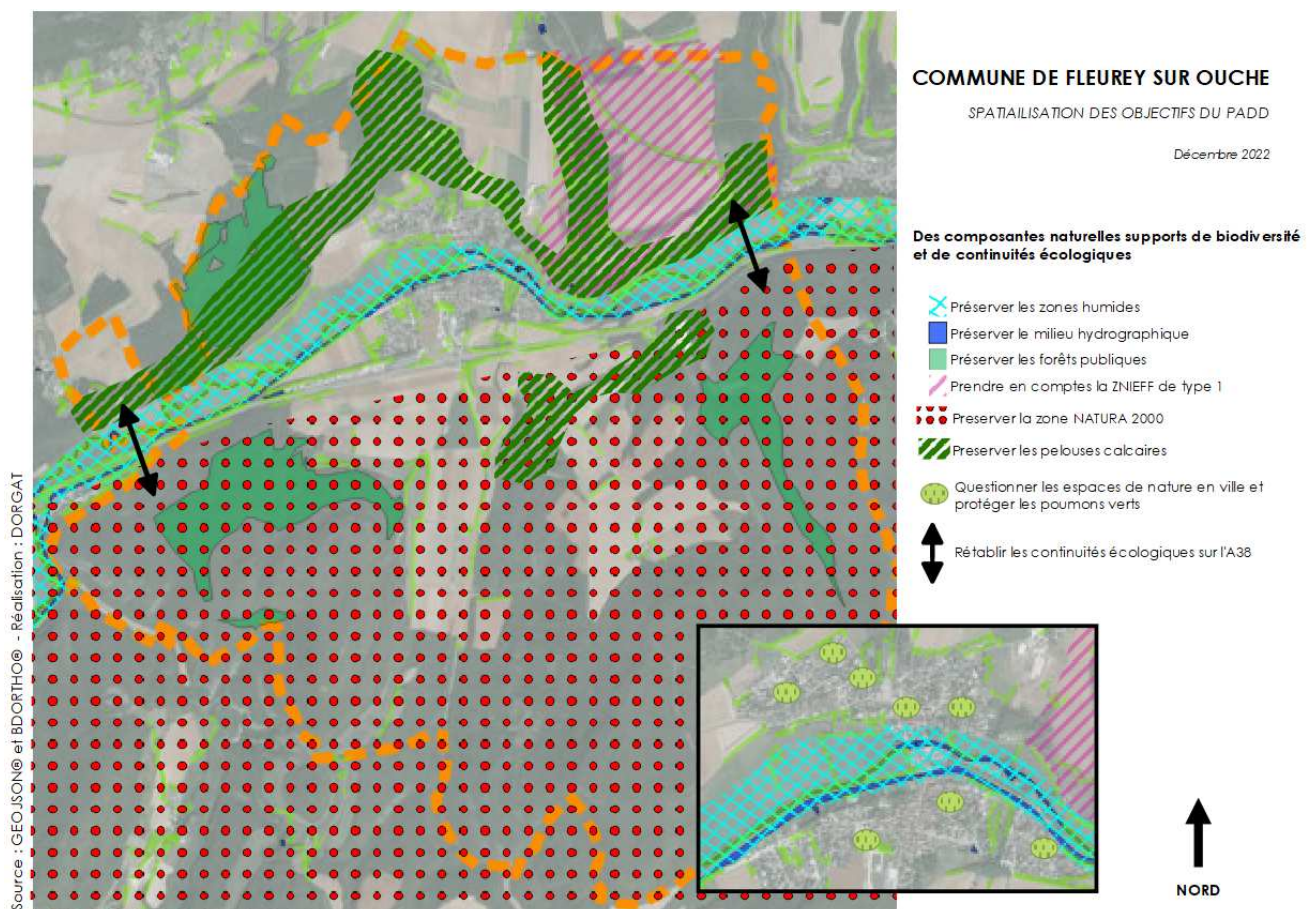 COMMUNE DE FLEUREY SUR OUCHE
SPATIAILISATION DES OBJECTIFS DU PADD
Décembre 2022
Des composantes naturelles supports de biodiversité
et de continuités écologiques
Préserver les zones humides
Préserver le milieu hydrographique
Préserver les forêts publiques
Prendre en comptes la ZNIEFF de type 1
Preserver la zone NATURA 2000
Preserver les pelouses calcaires
Questionner les espaces de nature en ville et
protéger les poumons verts
Rétablir les continuités écologiques sur l'A38
NORD
Source : GEOJSON® et BDORTHO® - Réalisation : DORGAT